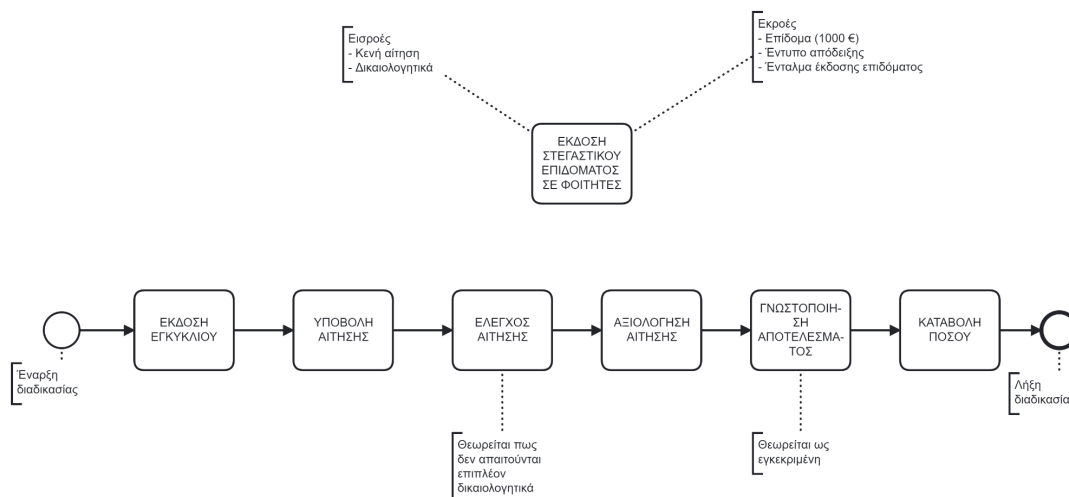 Εισροές
- Κενή αίτηση
- Δικαιολογητικά
Εκροές
- Επίδομα (1000 €)
- Έντυπο απόδειξης
- Ένταλμα έκδοσης επιδόματος
ΕΚΔΟΣΗ
ΣΤΕΓΑΣΤΙΚΟΥ
ΕΠΙΔΟΜΑΤΟΣ
ΣΕ ΦΟΙΤΗΤΕΣ
ΕΚΔΟΣΗ
ΕΓΚΥΚΛΙΟΥ
ΥΠΟΒΟΛΗ
ΑΙΤΗΣΗΣ
ΕΛΕΓΧΟΣ
ΑΙΤΗΣΗΣ
ΑΞΙΟΛΟΓΗΣΗ
ΑΙΤΗΣΗΣ
ΓΝΩΣΤΟΠΟΙΗ-
ΣΗ
ΑΠΟΤΕΛΕΣΜΑ-
ΤΟΣ
ΚΑΤΑΒΟΛΗ
ΠΟΣΟΥ
Έναρξη
διαδικασίας
Θεωρείται πως
δεν απαιτούνται
επιπλέον
δικαιολογητικά
Θεωρείται ως
εγκεκριμένη
Λήξη
διαδικασία